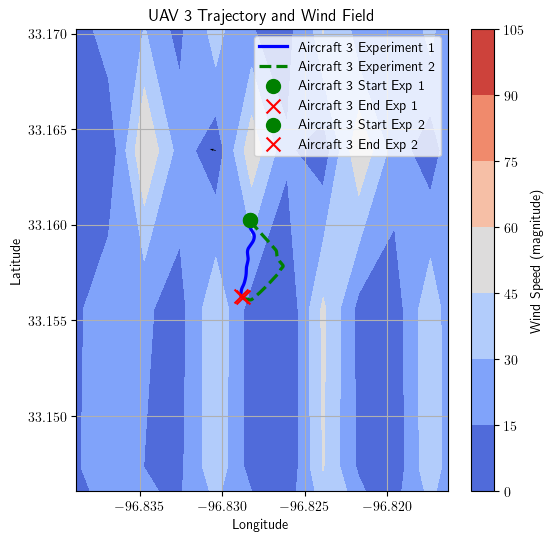 UAV 3 Trajectory and Wind Field
33.170
33.165
33.160
33.155
33.150
Latitude
−96.835
−96.830
−96.825
−96.820
Longitude
Aircraft 3 Experiment 1
Aircraft 3 Experiment 2
Aircraft 3 Start Exp 1
Aircraft 3 End Exp 1
Aircraft 3 Start Exp 2
Aircraft 3 End Exp 2
105
90
75
60
45
30
15
0
Wind Speed (magnitude)